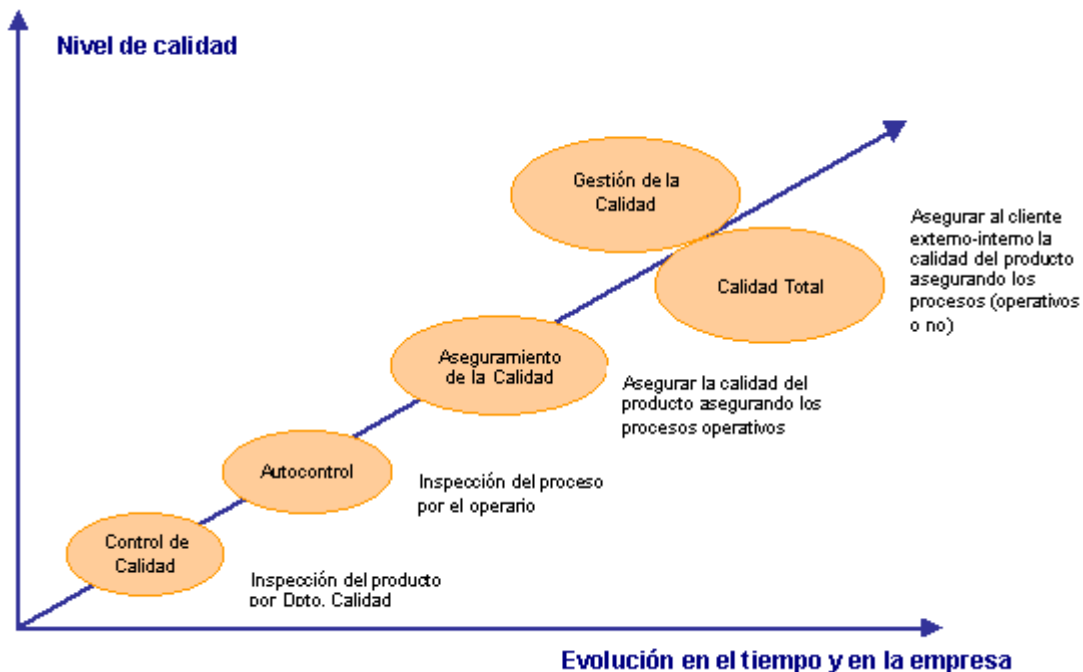 Nivel de calidad
Gestión de la
Calidad
Asegurar al cliente
externo-interno la
calidad del producto
asegurando los
procesos (operativos
o no)
Calidad Total
Aseguramiento
de la Calidad
Asegurar la calidad del
producto asegurando los
procesos operativos
Autocontrol
Inspección del proceso
por el operario
Control de
Calidad
Inspección del producto
por Dpto. Calidad
Evolución en el tiempo y en la empresa